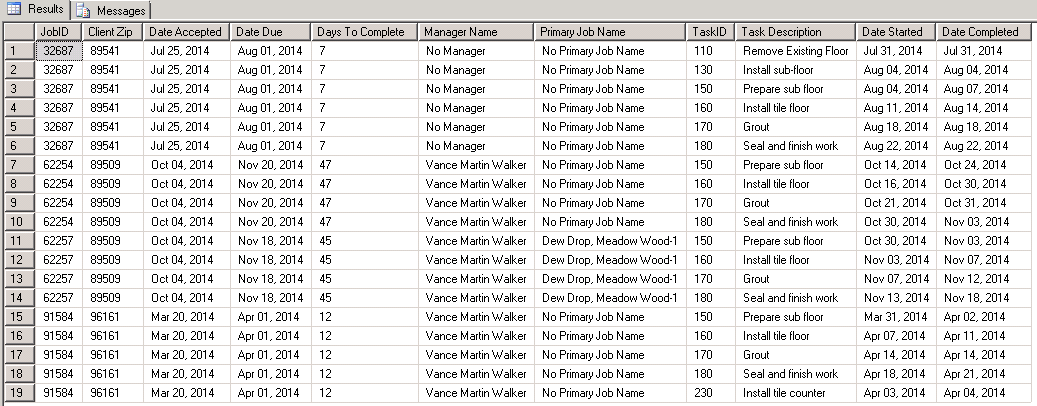 Results Messages
JobID Client Zip Date Accepted Date Due Days To Complete Manager Name Primary Job Name TaskID Task Description Date Started Date Completed
1 32687 89541 Jul 25, 2014 Aug 01, 2014 7 No Manager No Primary Job Name 110 Remove Existing Floor Jul 31, 2014 Jul 31, 2014
2 32687 89541 Jul 25, 2014 Aug 01, 2014 7 No Manager No Primary Job Name 130 Install sub-floor Aug 04, 2014 Aug 04, 2014
3 32687 89541 Jul 25, 2014 Aug 01, 2014 7 No Manager No Primary Job Name 150 Prepare sub floor Aug 04, 2014 Aug 07, 2014
4 32687 89541 Jul 25, 2014 Aug 01, 2014 7 No Manager No Primary Job Name 160 Install tile floor Aug 11, 2014 Aug 14, 2014
5 32687 89541 Jul 25, 2014 Aug 01, 2014 7 No Manager No Primary Job Name 170 Grout Aug 18, 2014 Aug 18, 2014
6 32687 89541 Jul 25, 2014 Aug 01, 2014 7 No Manager No Primary Job Name 180 Seal and finish work Aug 22, 2014 Aug 22, 2014
7 62254 89509 Oct 04, 2014 Nov 20, 2014 47 Vance Martin Walker No Primary Job Name 150 Prepare sub floor Oct 14, 2014 Oct 24, 2014
8 62254 89509 Oct 04, 2014 Nov 20, 2014 47 Vance Martin Walker No Primary Job Name 160 Install tile floor Oct 16, 2014 Oct 30, 2014
9 62254 89509 Oct 04, 2014 Nov 20, 2014 47 Vance Martin Walker No Primary Job Name 170 Grout Oct 21, 2014 Oct 31, 2014
10 62254 89509 Oct 04, 2014 Nov 20, 2014 47 Vance Martin Walker No Primary Job Name 180 Seal and finish work Oct 30, 2014 Nov 03, 2014
11 62257 89509 Oct 04, 2014 Nov 18, 2014 45 Vance Martin Walker Dew Drop, Meadow Wood-1 150 Prepare sub floor Oct 30, 2014 Nov 03, 2014
12 62257 89509 Oct 04, 2014 Nov 18, 2014 45 Vance Martin Walker Dew Drop, Meadow Wood-1 160 Install tile floor Nov 03, 2014 Nov 07, 2014
13 62257 89509 Oct 04, 2014 Nov 18, 2014 45 Vance Martin Walker Dew Drop, Meadow Wood-1 170 Grout Nov 07, 2014 Nov 12, 2014
14 62257 89509 Oct 04, 2014 Nov 18, 2014 45 Vance Martin Walker Dew Drop, Meadow Wood-1 180 Seal and finish work Nov 13, 2014 Nov 18, 2014
15 91584 96161 Mar 20, 2014 Apr 01, 2014 12 Vance Martin Walker No Primary Job Name 150 Prepare sub floor Mar 31, 2014 Apr 02, 2014
16 91584 96161 Mar 20, 2014 Apr 01, 2014 12 Vance Martin Walker No Primary Job Name 160 Install tile floor Apr 07, 2014 Apr 11, 2014
17 91584 96161 Mar 20, 2014 Apr 01, 2014 12 Vance Martin Walker No Primary Job Name 170 Grout Apr 14, 2014 Apr 14, 2014
18 91584 96161 Mar 20, 2014 Apr 01, 2014 12 Vance Martin Walker No Primary Job Name 180 Seal and finish work Apr 18, 2014 Apr 21, 2014
19 91584 96161 Mar 20, 2014 Apr 01, 2014 12 Vance Martin Walker No Primary Job Name 230 Install tile counter Apr 03, 2014 Apr 04, 2014